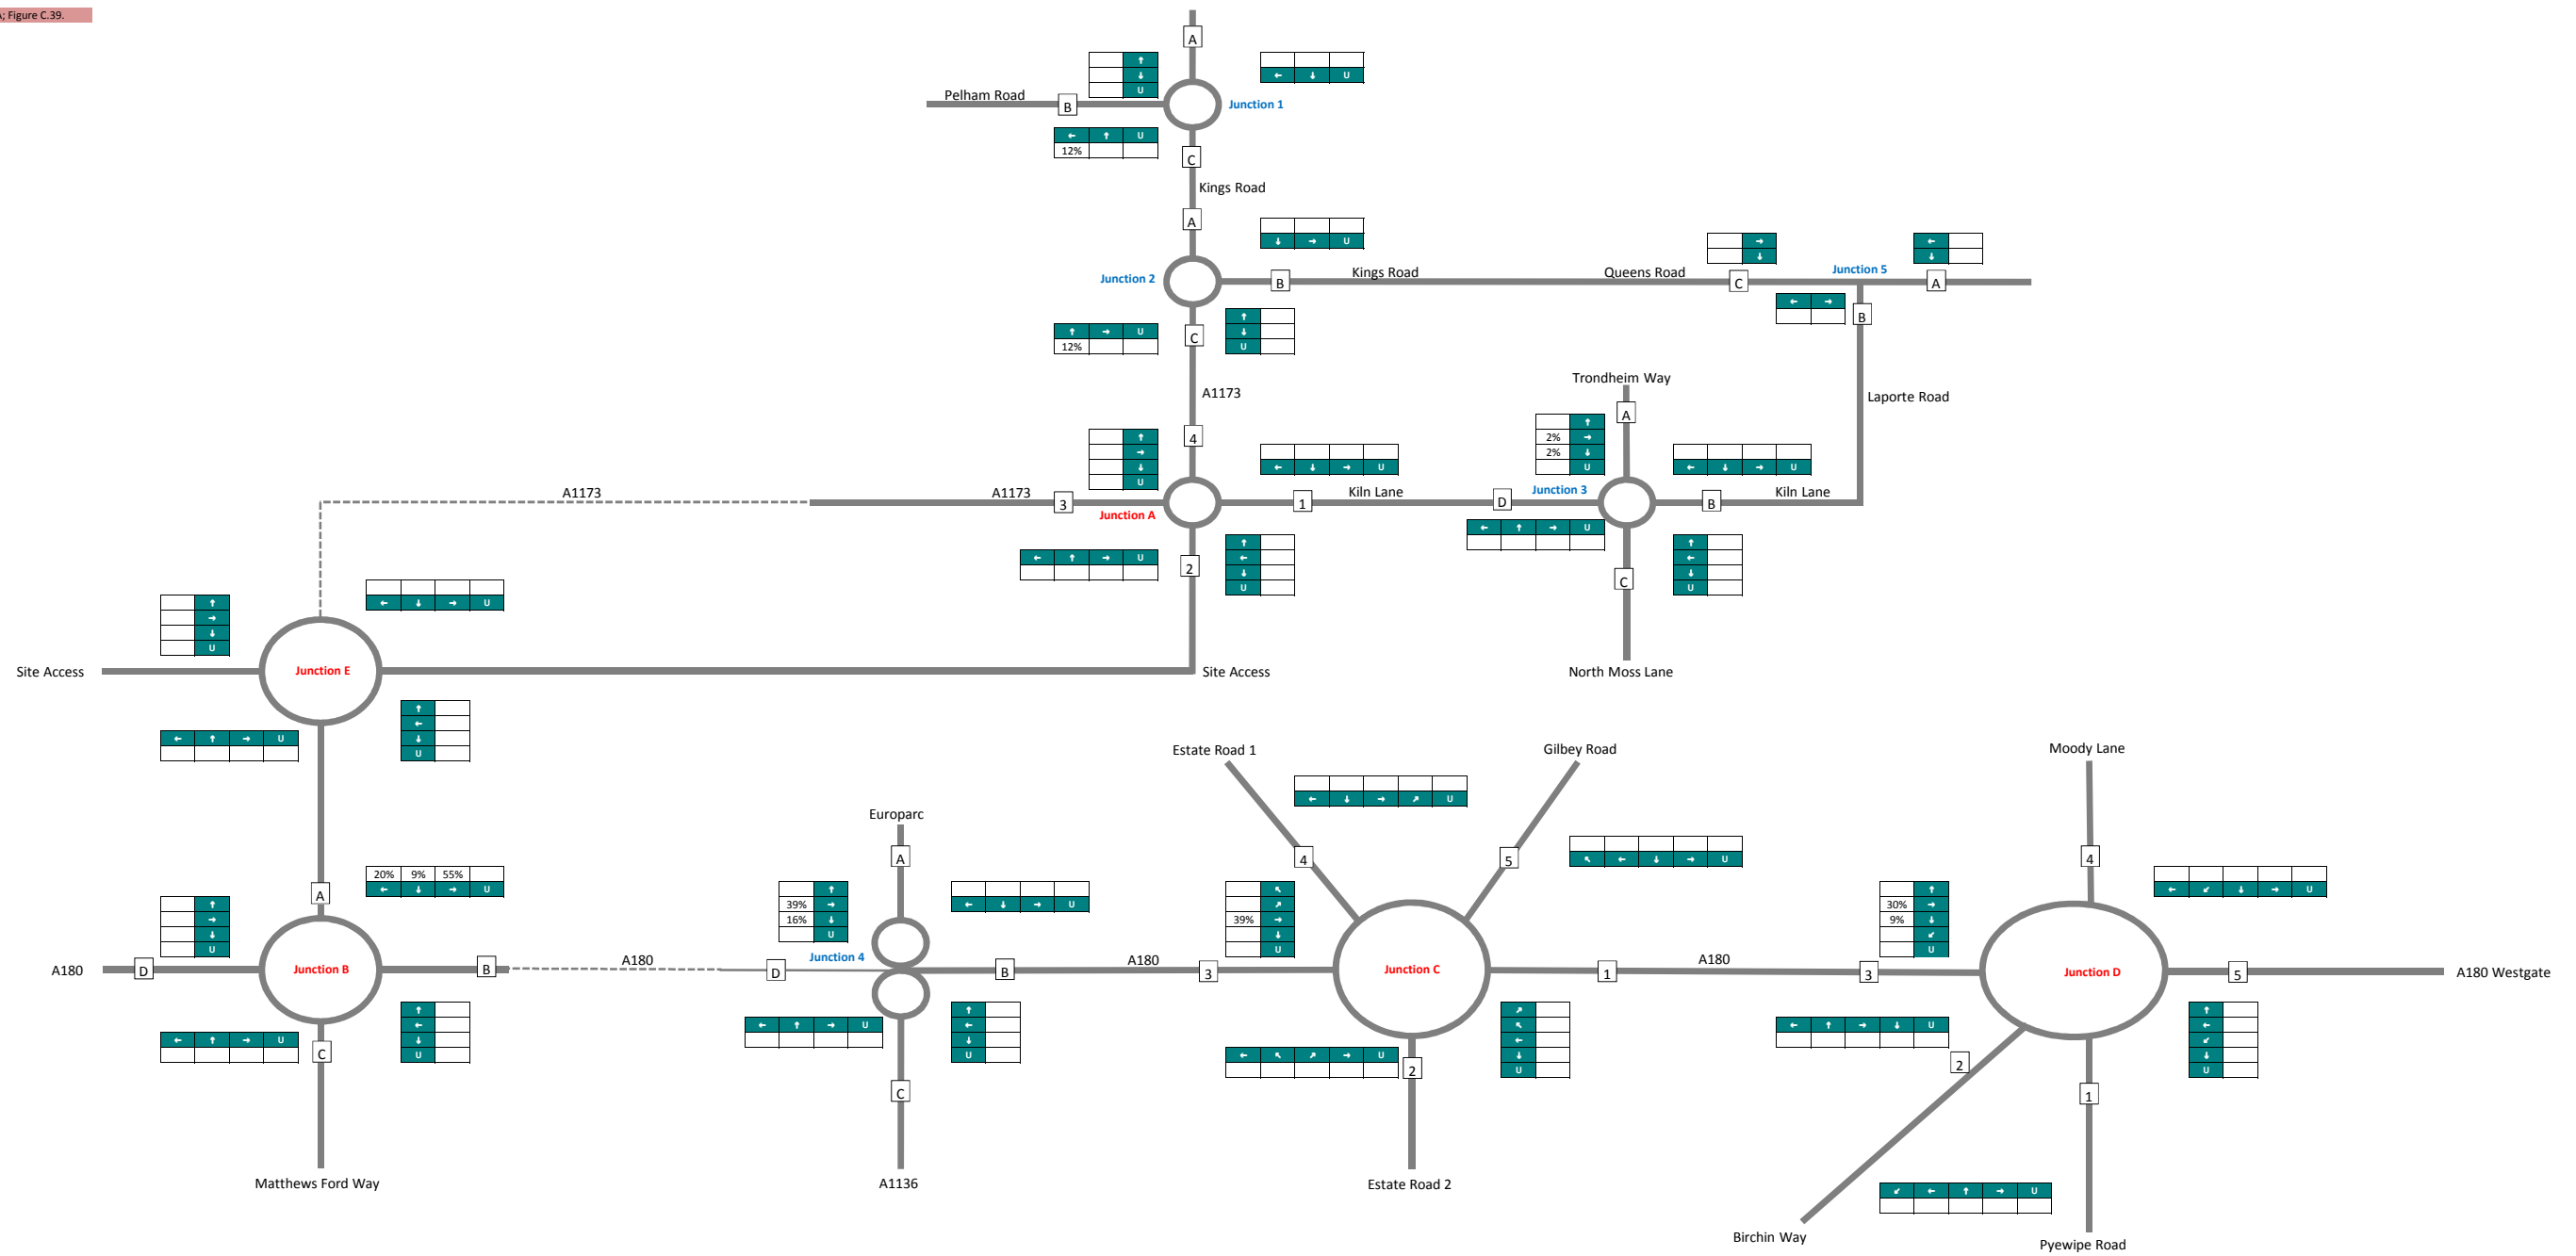 A; Figure C.39.
A
↑
↓
U
← ↓ U
Pelham Road
B
Junction 1
← ↑ U
12%
C
Kings Road
A
↓ → U
→
↓
←
↓
Junction 2
B
Kings Road
Queens Road
C
Junction 5
A
← →
B
↑
↓
U
↑ → U
12%
C
A1173
Trondheim Way
Laporte Road
A
4
↑
→
↓
U
← ↓ → U
↑
2% →
2% ↓
U
← ↓ → U
A1173
A1173
3
Junction A
1
Kiln Lane
D
Junction 3
B
Kiln Lane
← ↑ → U
2
↑
←
↓
U
← ↑ → U
C
↑
←
↓
U
↑
→
↓
U
← ↓ → U
Site Access
Junction E
Site Access
North Moss Lane
← ↑ → U
↑
←
↓
U
Estate Road 1
Gilbey Road
Moody Lane
← ↓ → ↗ U
Europarc
A
4
5
↖ ← ↓ → U
4
20% 9% 55%
← ↓ → U
A
← ↙ ↓ → U
↑
→
↓
U
↑
39% →
16% ↓
U
← ↓ → U
↖
↗
39% →
↓
U
↑
30% →
9% ↓
↙
U
A180
D
Junction B
B
A180
D
Junction 4
B
A180
3
Junction C
1
A180
3
Junction D
5
A180 Westgate
← ↑ → U
C
↑
←
↓
U
← ↑ → U
↑
←
↓
U
← ↖ ↗ → U
2
↗
↖
←
↓
U
← ↑ → ↓ U
2
↑
←
↙
↓
U
C
1
Matthews Ford Way
A1136
Estate Road 2
↙ ← ↑ → U
Birchin Way
Pyewipe Road